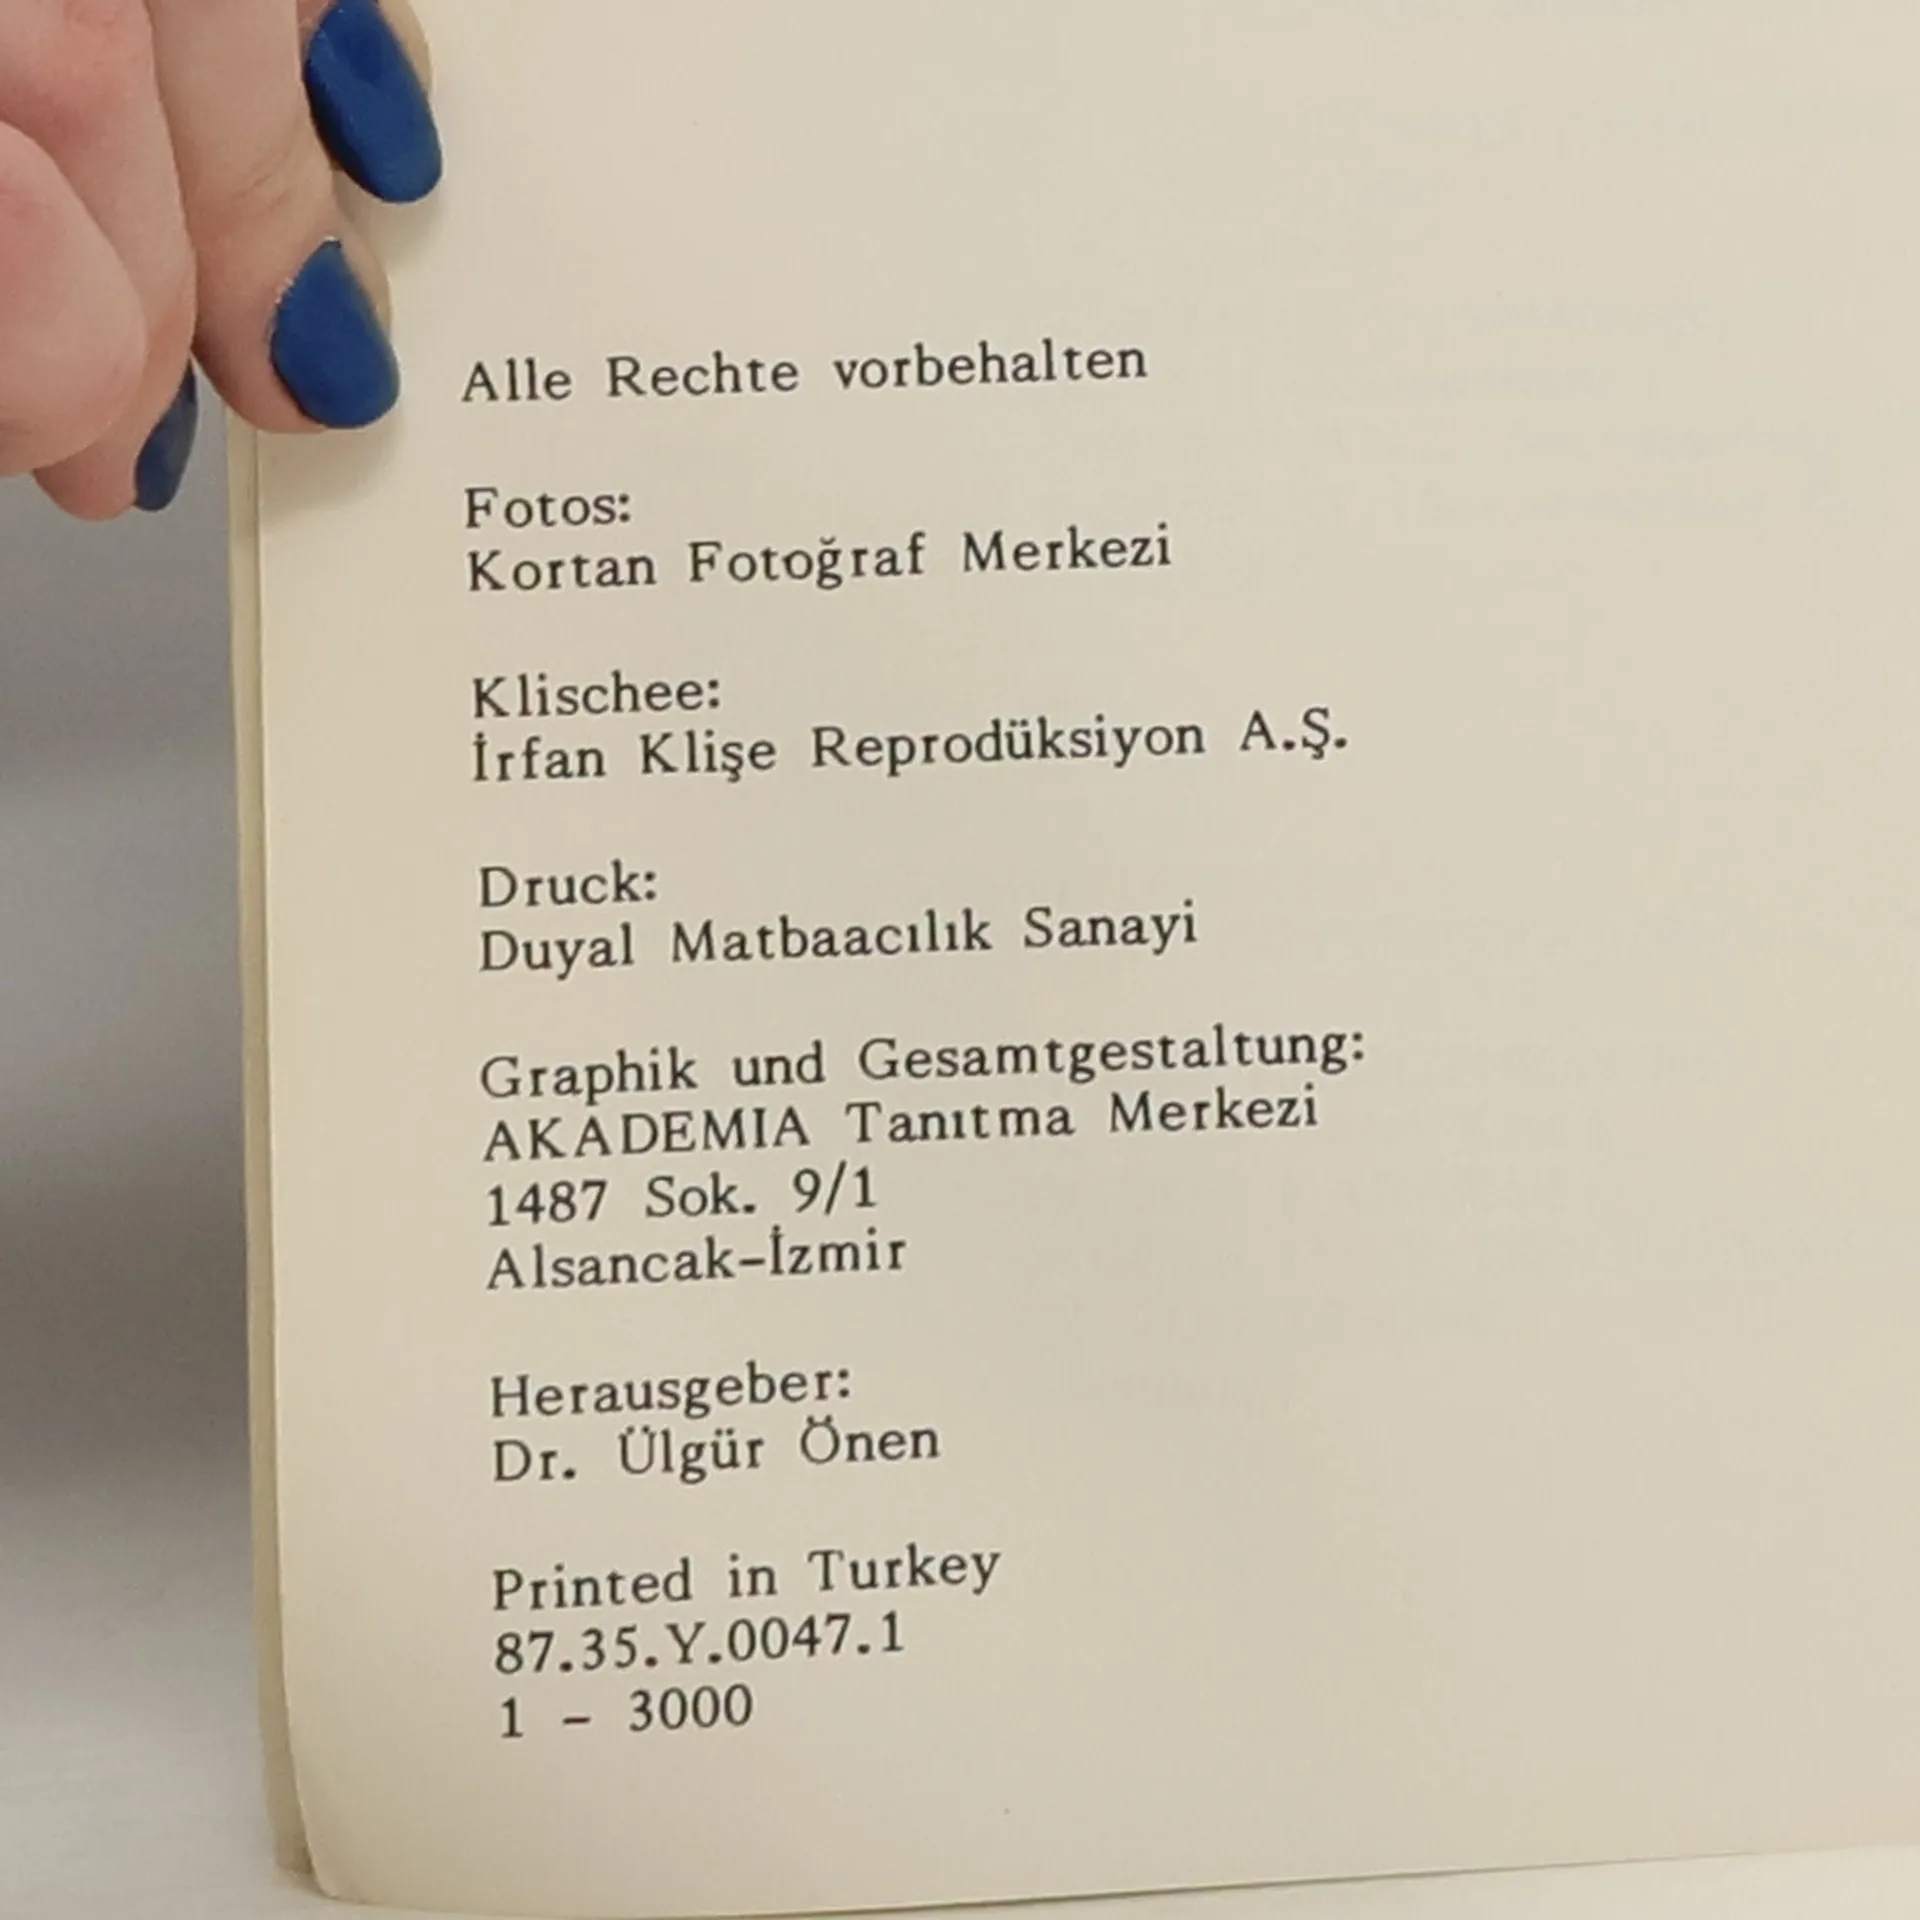 Alle Rechte vorbehalten
Fotos:
Kortan Fotoğraf Merkezi
Klischee:
İrfan Klişe Reprodüksiyon A.Ş.
Druck:
Duyal Matbaacılık Sanayi
Graphik und Gesamtgestaltung:
AKADEMIA Tanıtma Merkezi
1487 Sok. 9/1
Alsancak-İzmir
Herausgeber:
Dr. Ülgür Önen
Printed in Turkey
87.35.Y.0047.1
1 - 3000